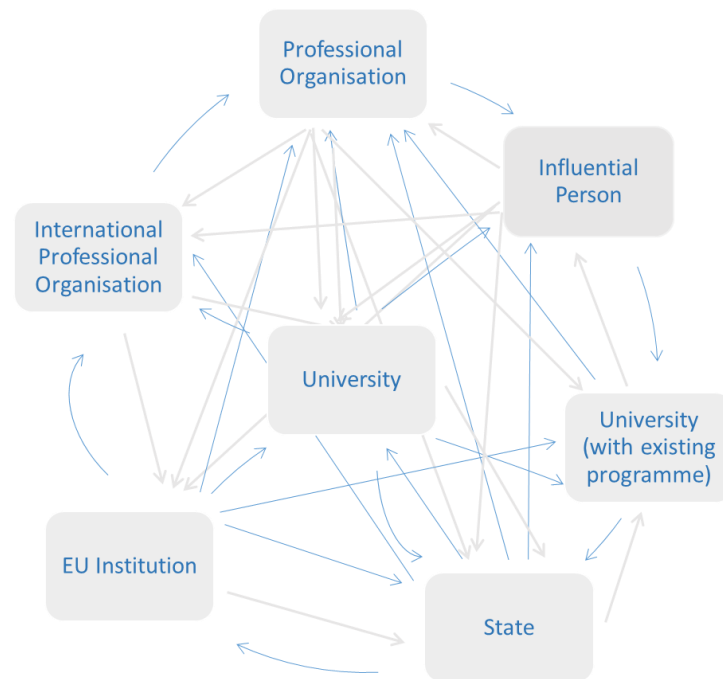 Professional
Organisation
Influential
Person
International
Professional
Organisation
University
University
(with existing
programme)
EU Institution
State